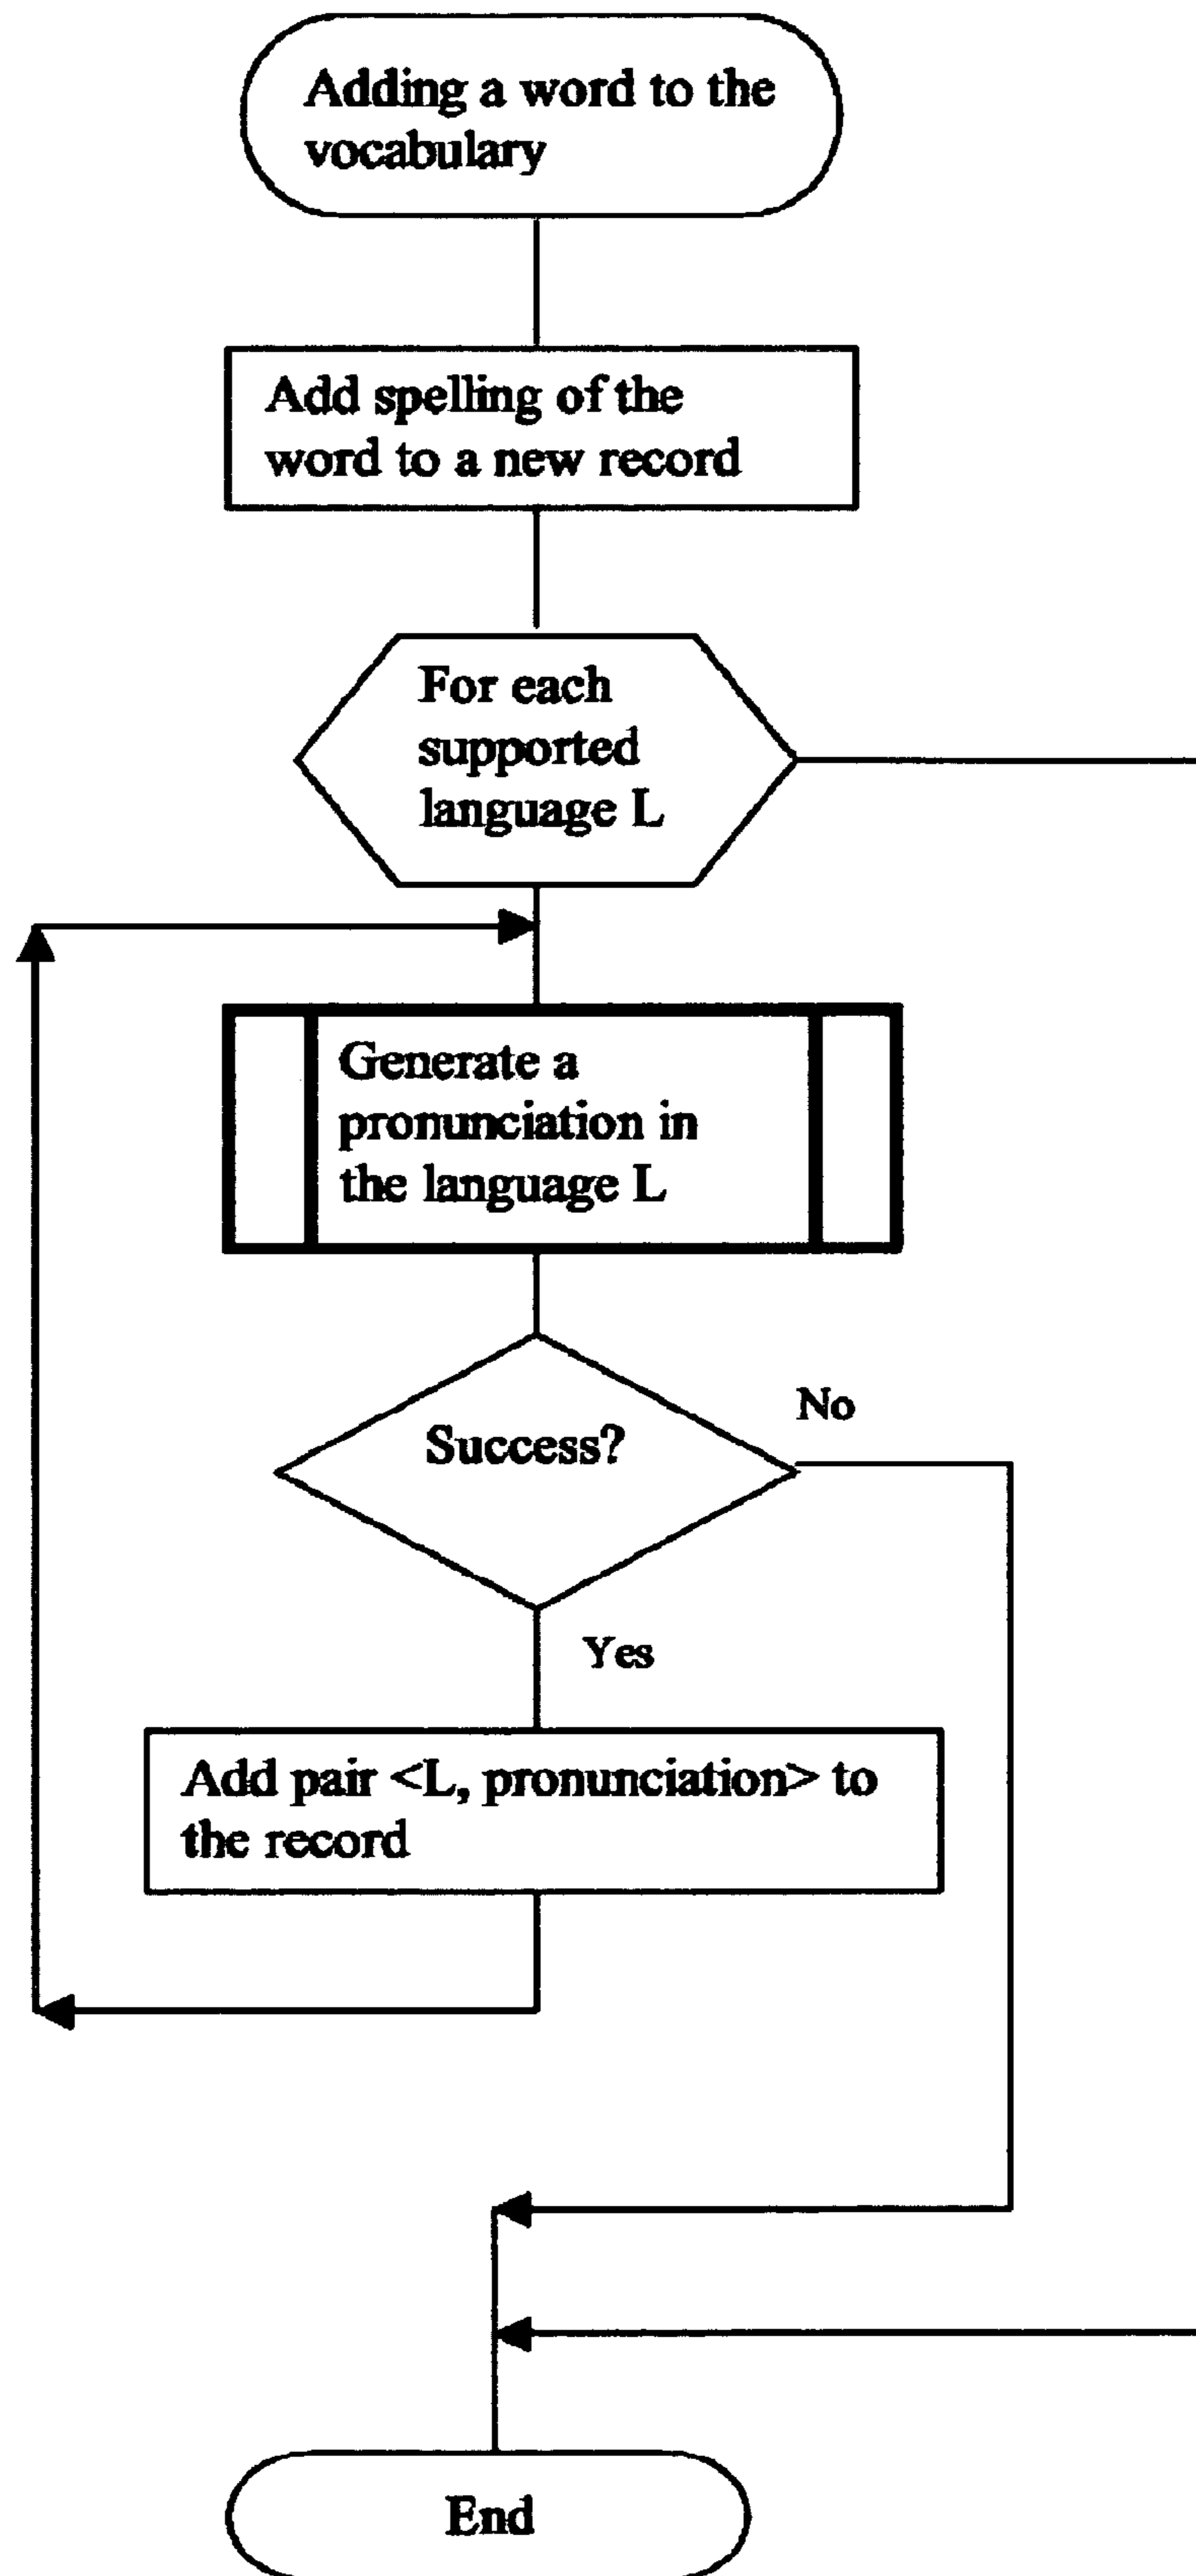 Adding a word to the
vocabulary
Add spelling of the
word to a new record
For each
supported
language L
Generate a
pronunciation in
the language L
Success?
No
Yes
Add pair <L, pronunciation> to
the record
End